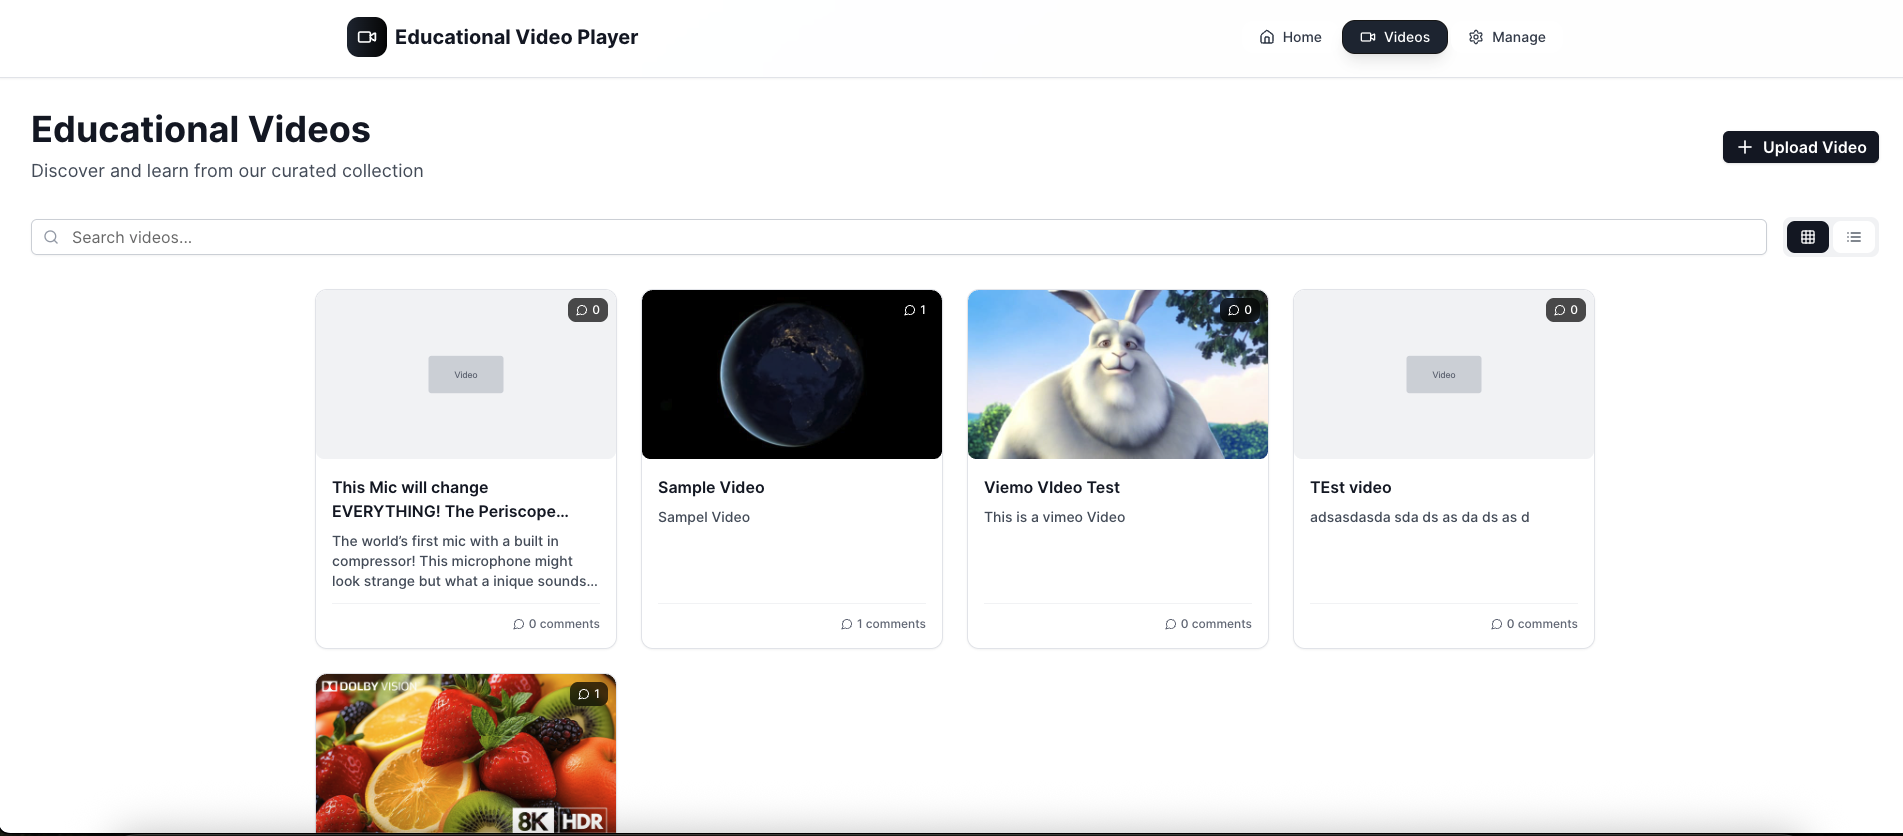 Educational Video Player
Home
Videos
Manage
Educational Videos
Discover and learn from our curated collection
Upload Video
Search videos...
0
Video
This Mic will change
EVERYTHING! The Periscope...
The world's first mic with a built in
compressor! This microphone might
look strange but what a inique sounds...
0 comments
1
Sample Video
Sampel Video
1 comments
0
Viemo VIdeo Test
This is a vimeo Video
0 comments
0
Video
TEst video
adsasdasda sda ds as da ds as d
0 comments
DOLBY VISION
1
8K HDR